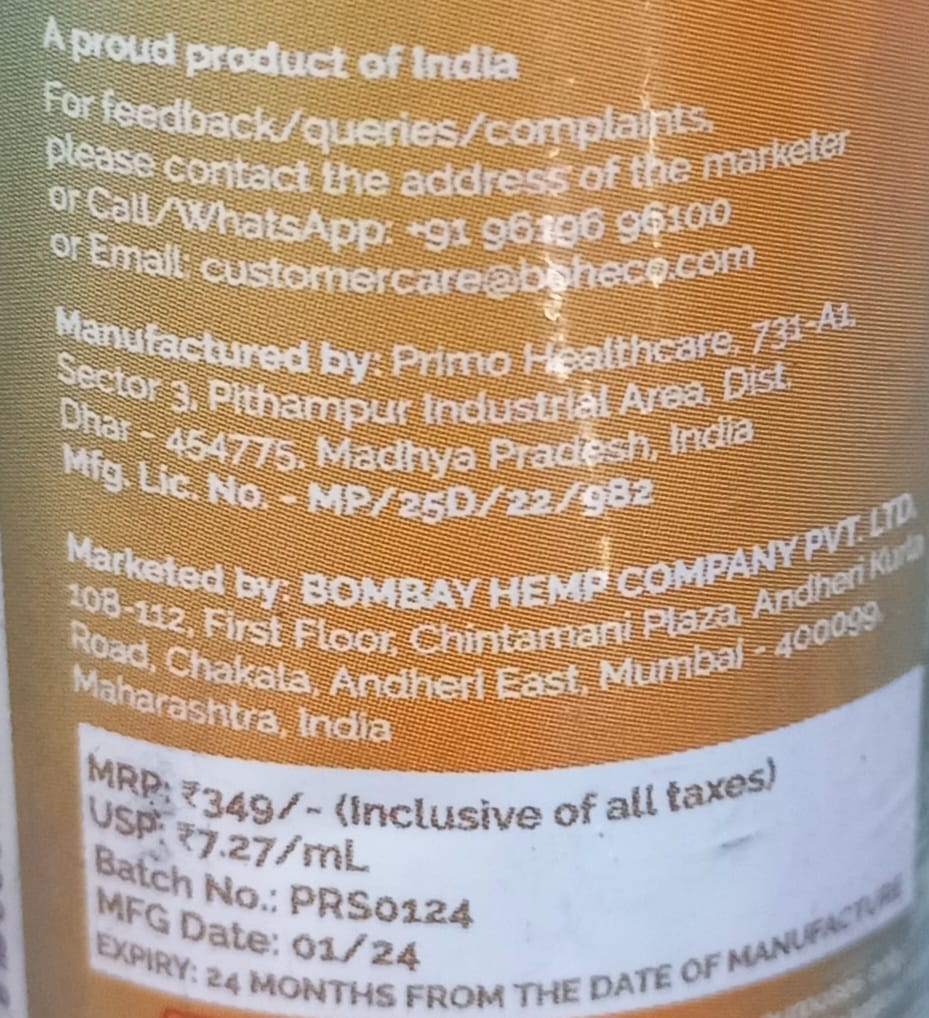 A proud product of India
For feedback/queries/complaints,
please contact the address of the marketer
or Call/WhatsApp: +91 96196 96100
or Email: customercare@boheco.com
Manufactured by: Primo Healthcare, 731-A1,
Sector 3, Pithampur Industrial Area, Dist.
Dhar - 454775, Madhya Pradesh, India
Mfg. Lic. No. - MP/25D/22/982
Marketed by: BOMBAY HEMP COMPANY PVT. LTD.
108-112, First Floor, Chintamani Plaza, Andheri Kurla
Road, Chakala, Andheri East, Mumbai - 400099,
Maharashtra, India
MRP: ₹349/- (Inclusive of all taxes)
USP: ₹7.27/mL
Batch No.: PRS0124
MFG Date: 01/24
EXPIRY: 24 MONTHS FROM THE DATE OF MANUFACTURE